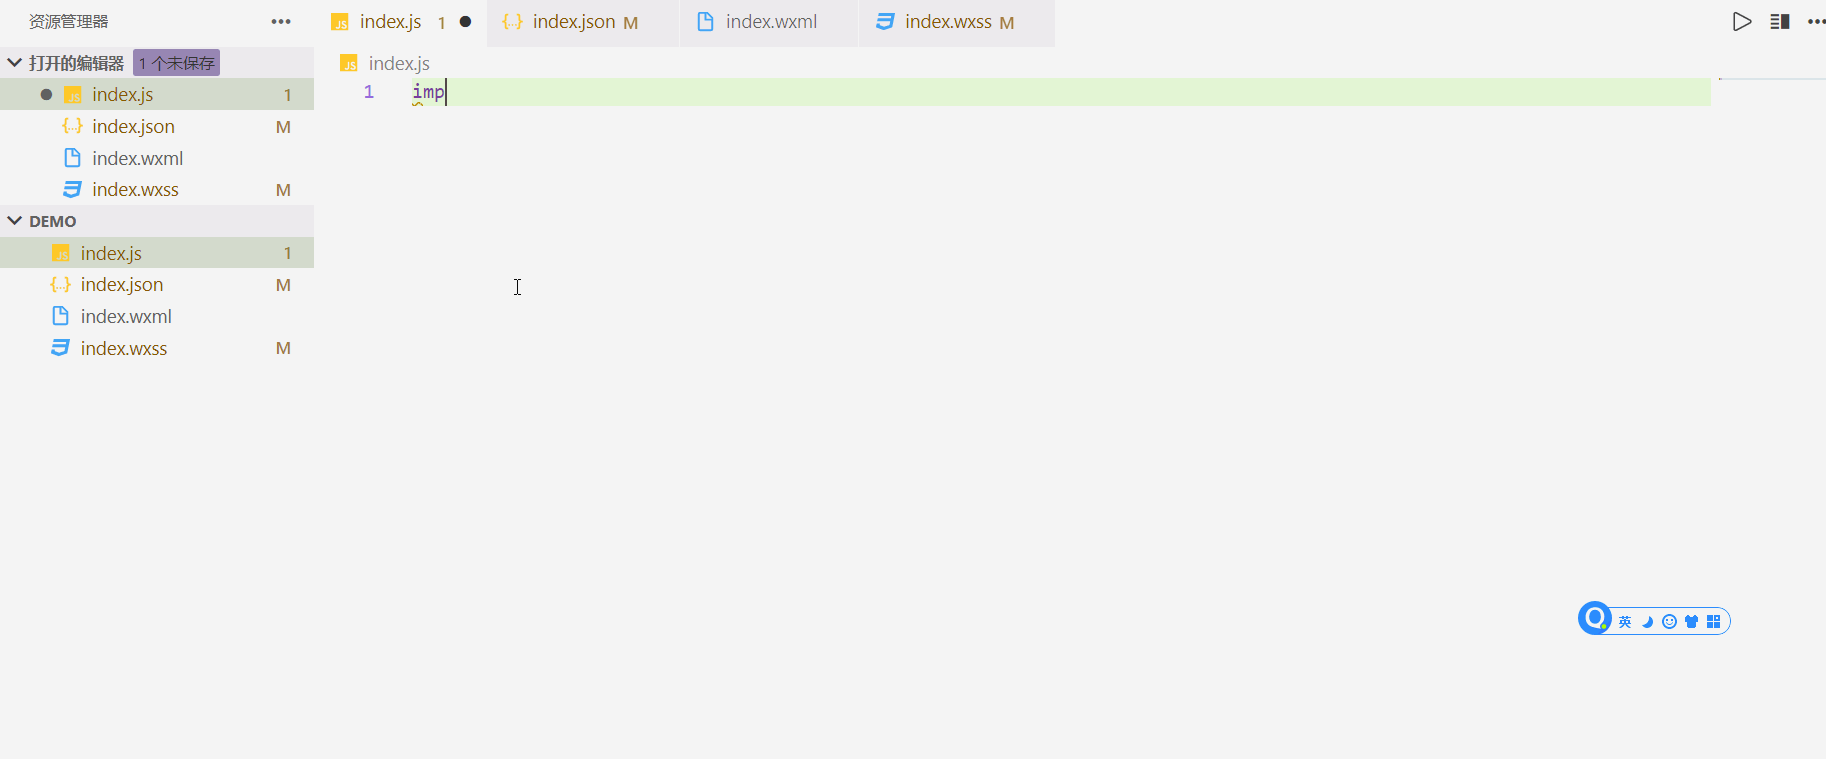 资源管理器
打开的编辑器 1 个未保存
index.js 1
index.json M
index.wxml
index.wxss M
DEMO
index.js 1
index.json M
index.wxml
index.wxss M
index.js 1 index.json M index.wxml index.wxss M
index.js
1 imp
英